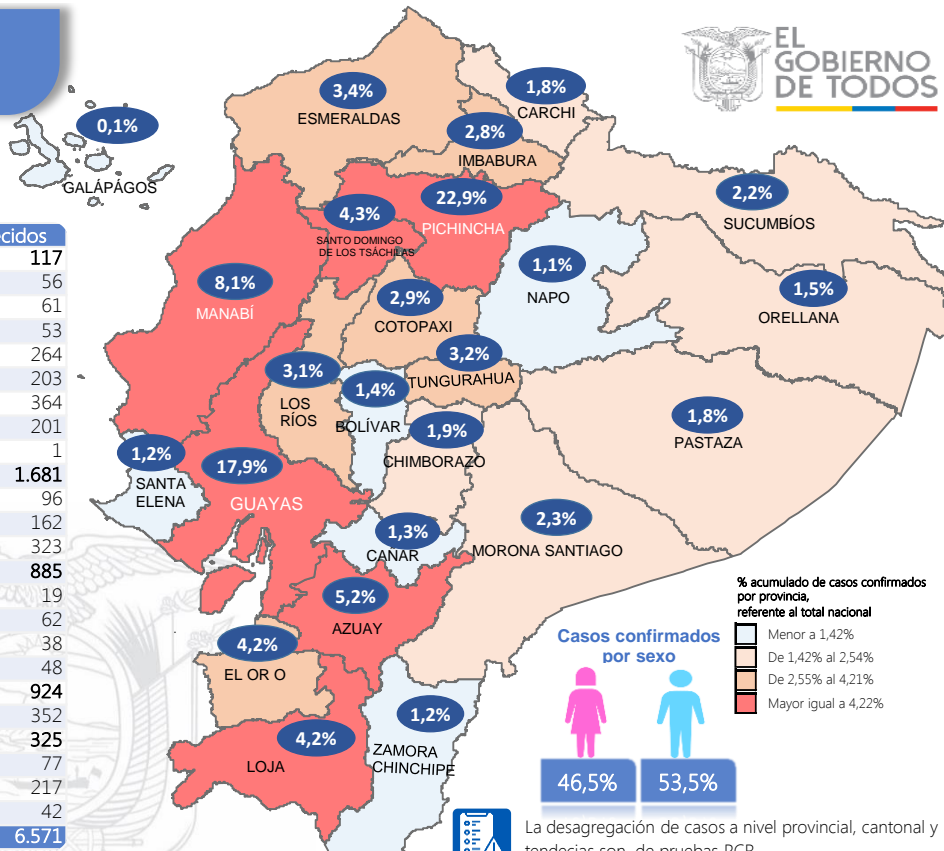 EL
GOBIERNO
DE TODOS
3,4%
ESMERALDAS
1,8%
CARCHI
0,1%
GALÁPÁGOS
2,8%
IMBABURA
22,9%
PICHINCHA
4,3%
SANTO DOMINGO
DE LOS TSÁCHILAS
2,2%
SUCUMBÍOS
8,1%
MANABÍ
1,1%
NAPO
2,9%
COTOPAXI
1,5%
ORELLANA
3,2%
TUNGURAHUA
3,1%
LOS
RÍOS
1,4%
BOLÍVAR
1,9%
CHIMBORAZO
1,8%
PASTAZA
1,2%
SANTA
ELENA
17,9%
GUAYAS
1,3%
CAÑAR
2,3%
MORONA SANTIAGO
5,2%
AZUAY
4,2%
EL OR O
4,2%
LOJA
1,2%
ZAMORA
CHINCHIPE
ecidos
117
56
61
53
264
203
364
201
1
1.681
96
162
323
885
19
62
38
48
924
352
325
77
217
42
6.571
% acumulado de casos confirmados
por provincia,
referente al total nacional
Menor a 1,42%
De 1,42% al 2,54%
De 2,55% al 4,21%
Mayor igual a 4,22%
Casos confirmados
por sexo
46,5%
53,5%
La desagregación de casos a nivel provincial, cantonal y
tendecias son de pruebas PCR